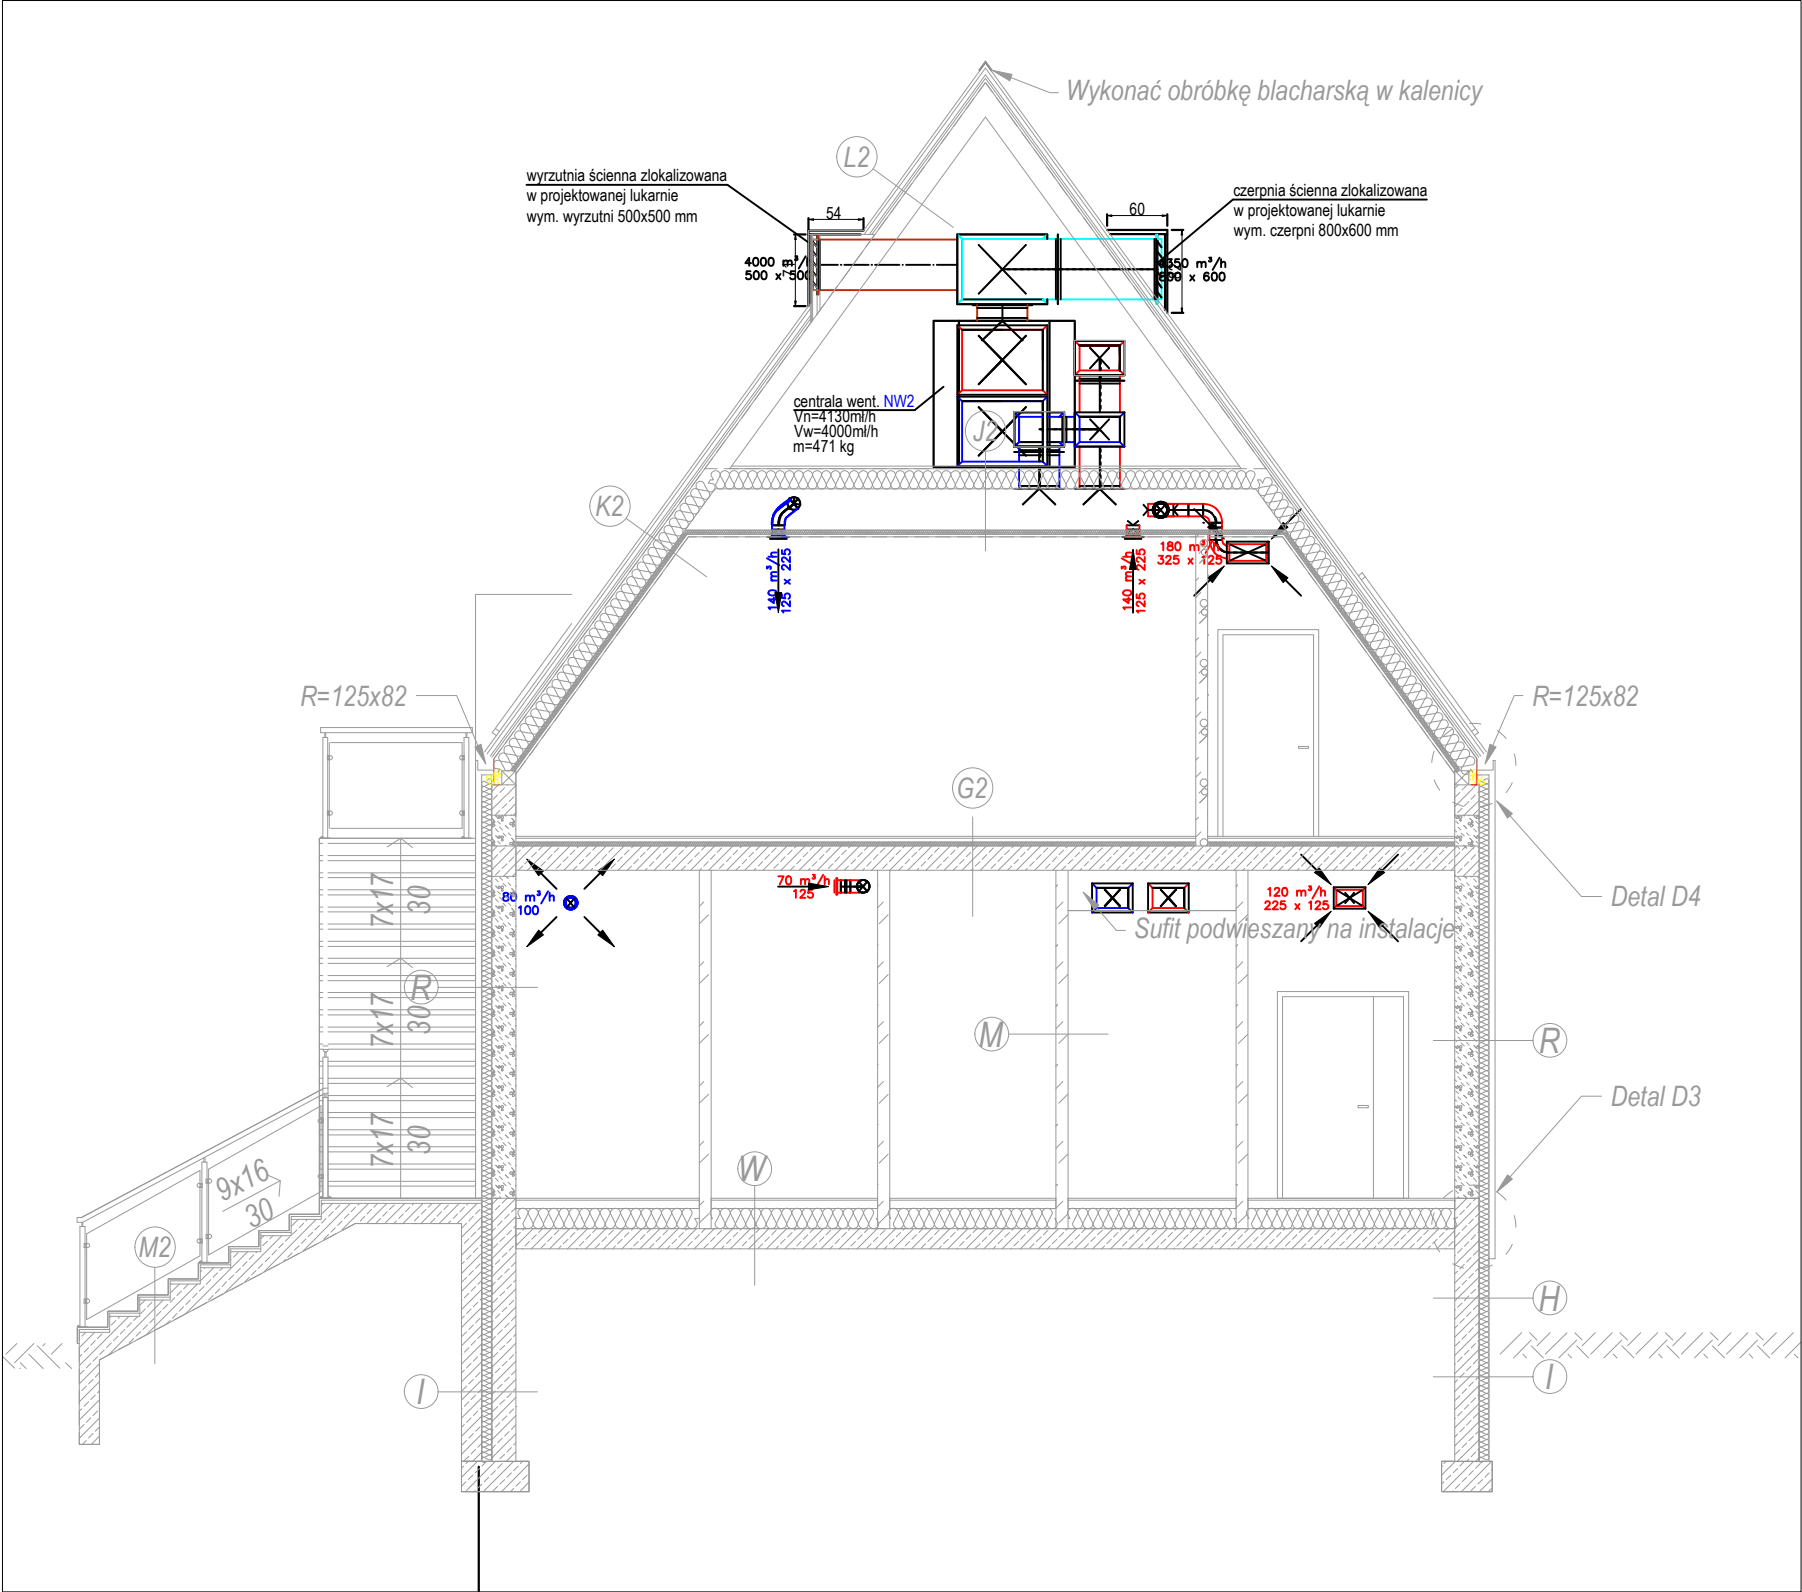 Wykonać obróbkę blacharską w kalenicy
L2
wyrzutnia ścienna zlokalizowana
w projektowanej lukarnie
wym. wyrzutni 500x500 mm
54
60
czerpnia ścienna zlokalizowana
w projektowanej lukarnie
wym. czerpni 800x600 mm
4000 m³/h
500 x 500
m³/h
x 600
centrala went. NW2
Vn=4130mł/h
Vw=4000mł/h
m=471 kg
J2
K2
140 m³/h
125 x 225
140 m³/h
125 x 225
180 m³/h
325 x 125
R=125x82
R=125x82
G2
80 m³/h
100
70 m³/h
125
120 m³/h
225 x 125
Sufit podwieszany na instalacje
Detal D4
7x17
30
R
7x17
30
M
R
7x17
30
Detal D3
9x16
30
W
M2
H
I
I